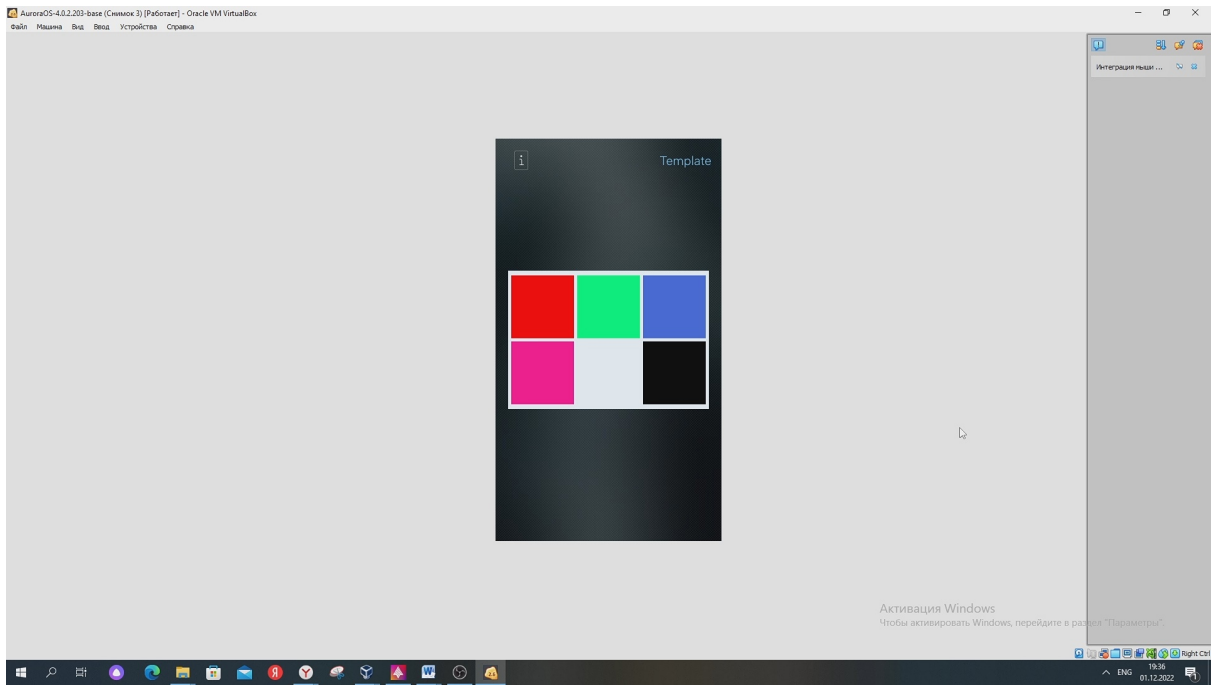 AuroraOS-4.0.2.203-base (Снимок 3) [Работает] - Oracle VM VirtualBox
Файл Машина Вид Ввод Устройства Справка
Интеграция мыши ...
i Template
Активация Windows
Чтобы активировать Windows, перейдите в раздел "Параметры".
Right Ctrl
ENG 19:36
01.12.2022